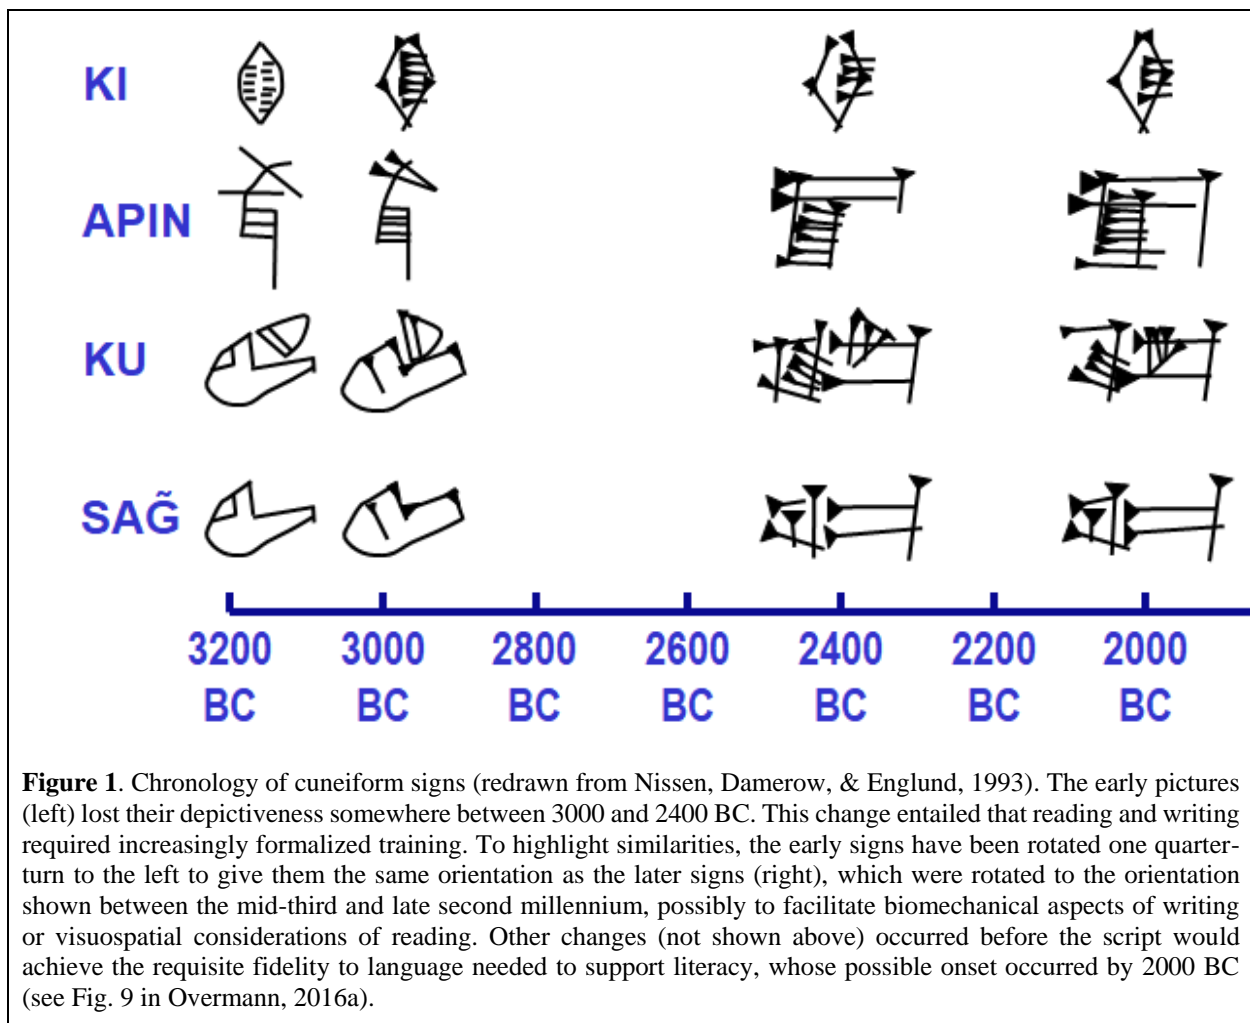 KI
APIN
KU
SAG̃
3200 3000 2800 2600 2400 2200 2000
BC BC BC BC BC BC BC
Figure 1. Chronology of cuneiform signs (redrawn from Nissen, Damerow, & Englund, 1993). The early pictures
(left) lost their depictiveness somewhere between 3000 and 2400 BC. This change entailed that reading and writing
required increasingly formalized training. To highlight similarities, the early signs have been rotated one quarter-
turn to the left to give them the same orientation as the later signs (right), which were rotated to the orientation
shown between the mid-third and late second millennium, possibly to facilitate biomechanical aspects of writing
or visuospatial considerations of reading. Other changes (not shown above) occurred before the script would
achieve the requisite fidelity to language needed to support literacy, whose possible onset occurred by 2000 BC
(see Fig. 9 in Overmann, 2016a).